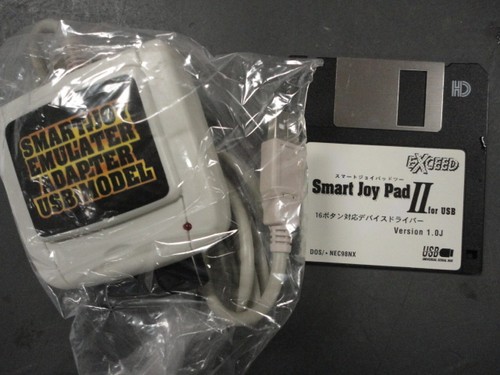 SMARTJOY
EMULATER
ADAPTER
USB MODEL
HD
EXCEED
スマートジョイパッドツー
Smart Joy Pad II for USB
16ボタン対応デバイスドライバー
Version 1.0J
DOS/V・NEC98NX
USB